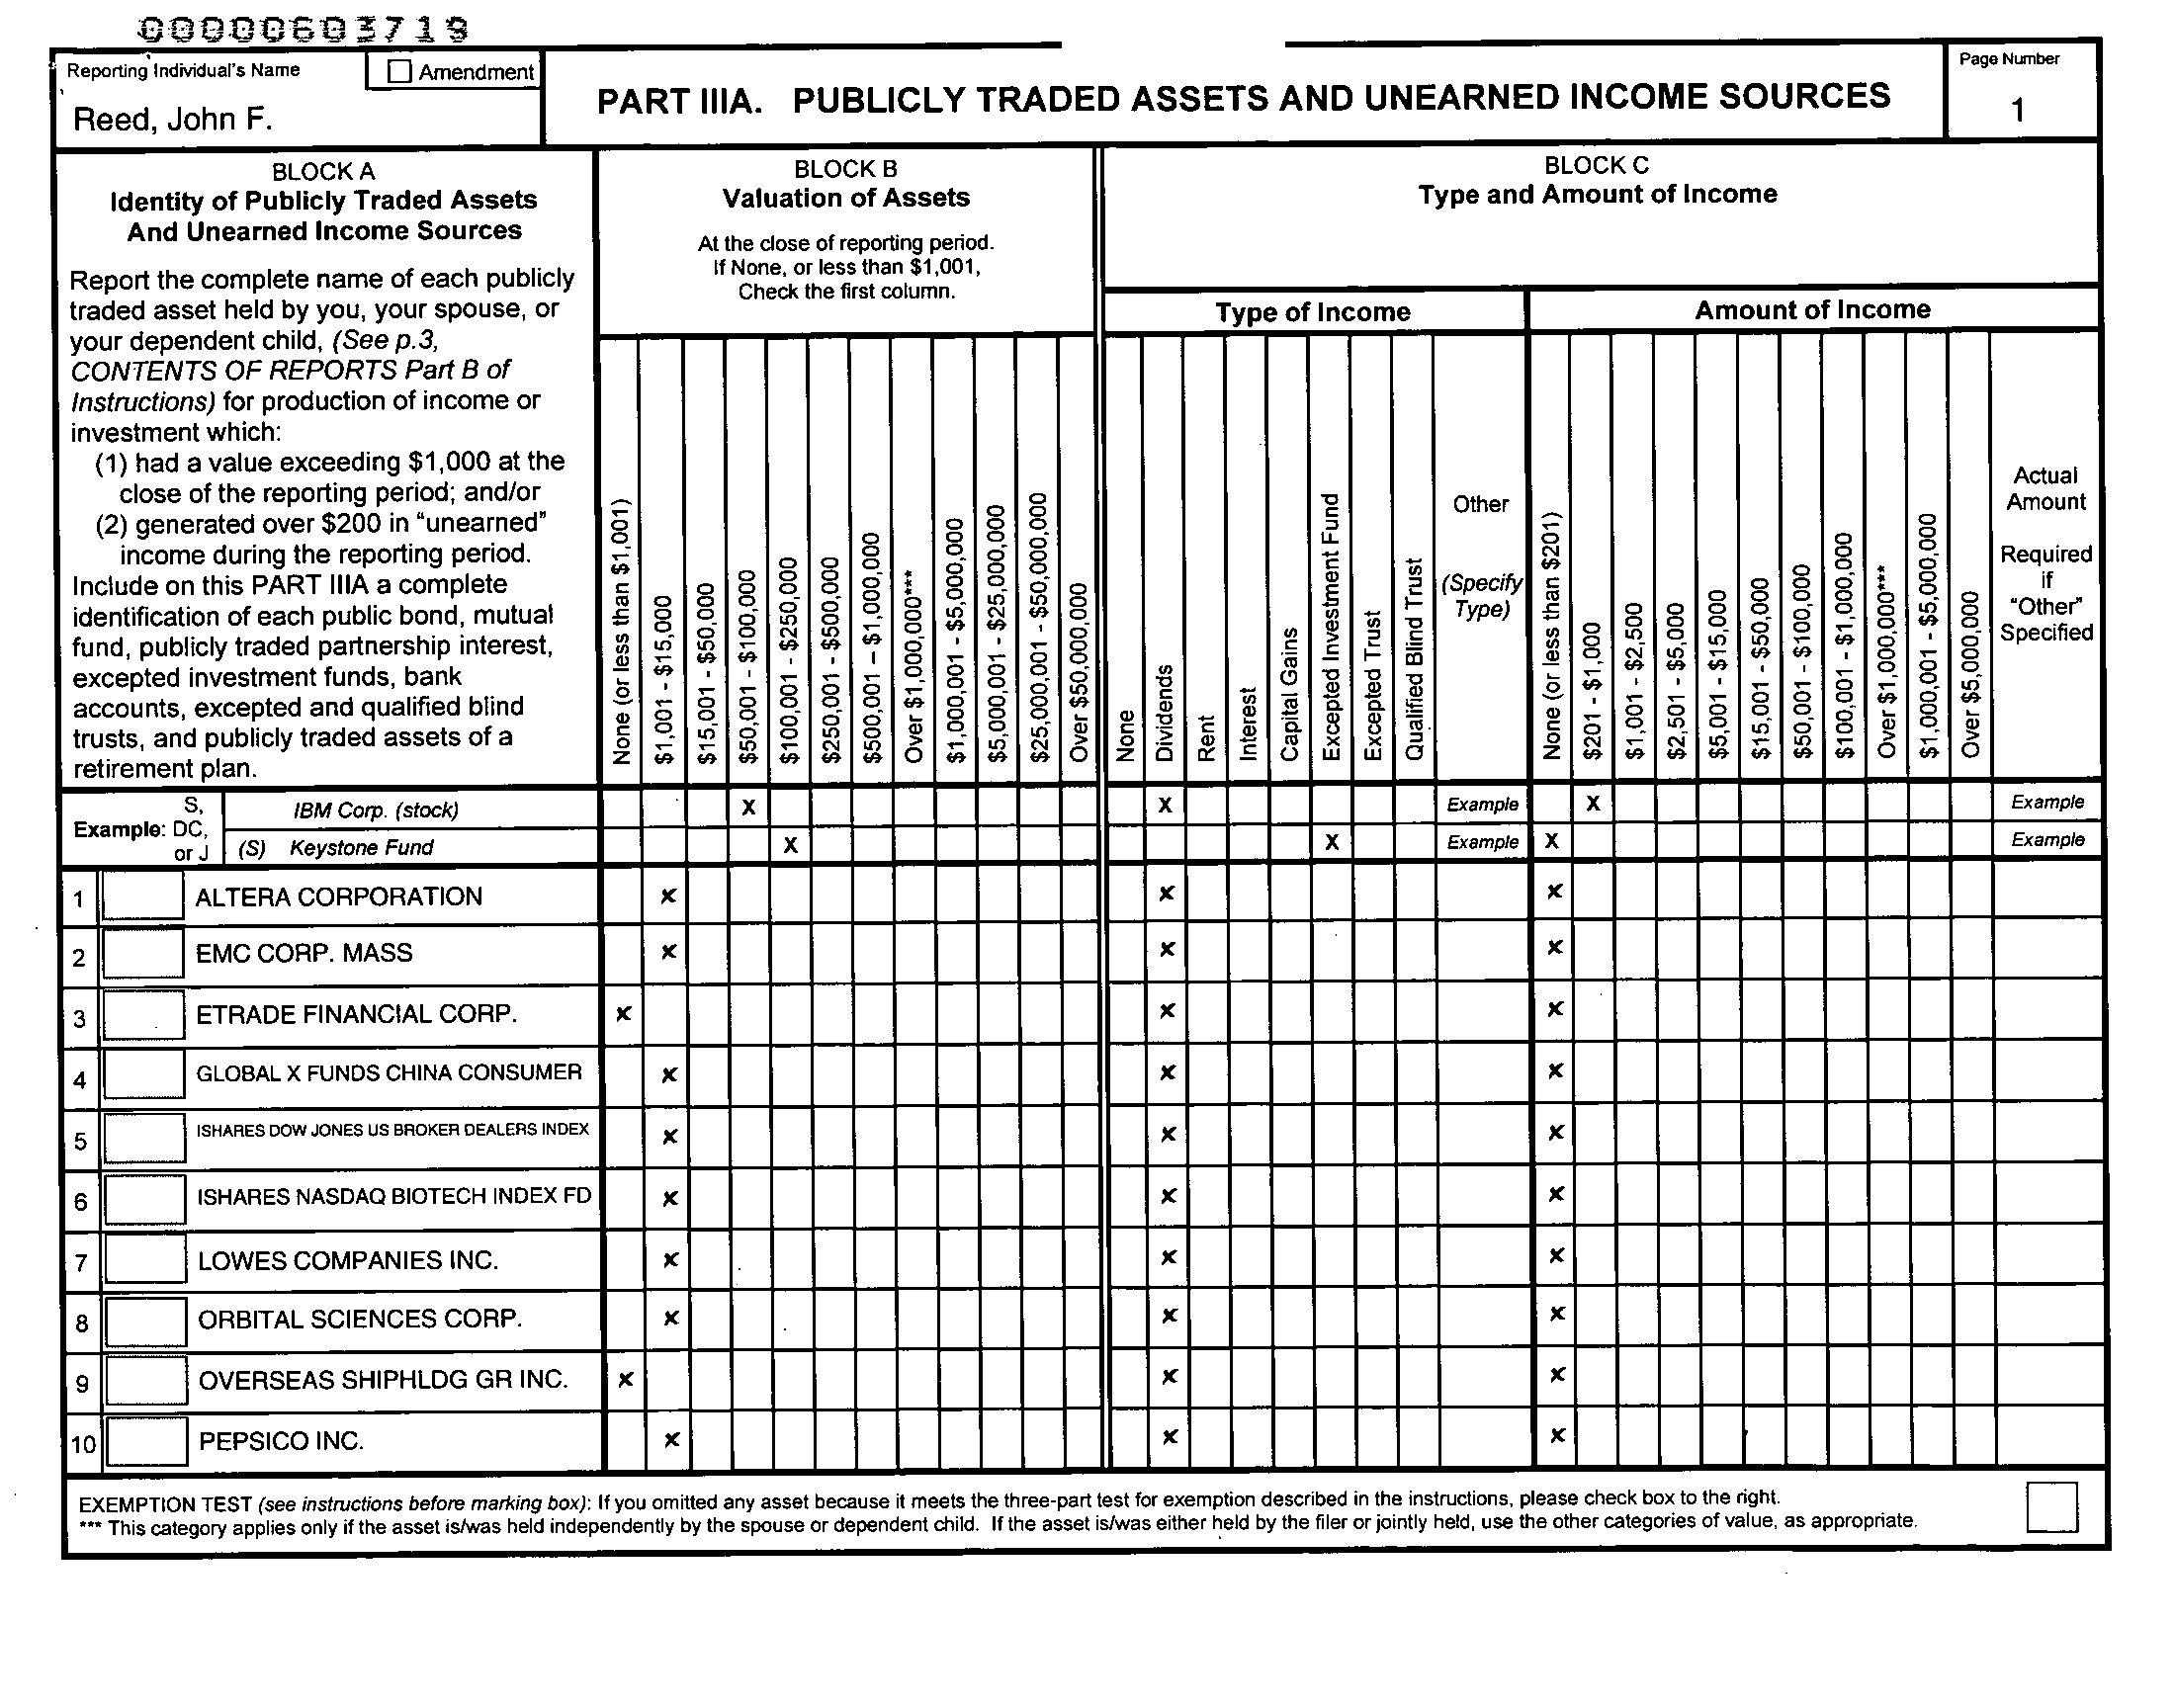 00000603719
Reporting Individual's Name
Amendment
Reed, John F.
PART IIIA. PUBLICLY TRADED ASSETS AND UNEARNED INCOME SOURCES
Page Number
1
BLOCK A
Identity of Publicly Traded Assets
And Unearned Income Sources
Report the complete name of each publicly
traded asset held by you, your spouse, or
your dependent child, (See p.3,
CONTENTS OF REPORTS Part B of
Instructions) for production of income or
investment which:
(1) had a value exceeding $1,000 at the
close of the reporting period; and/or
(2) generated over $200 in "unearned"
income during the reporting period.
Include on this PART IIIA a complete
identification of each public bond, mutual
fund, publicly traded partnership interest,
excepted investment funds, bank
accounts, excepted and qualified blind
trusts, and publicly traded assets of a
retirement plan.
BLOCK B
Valuation of Assets
At the close of reporting period.
If None, or less than $1,001,
Check the first column.
None (or less than $1,001)
$1,001 - $15,000
$15,001 - $50,000
$50,001 - $100,000
$100,001 - $250,000
$250,001 - $500,000
$500,001 – $1,000,000
Over $1,000,000***
$1,000,001 - $5,000,000
$5,000,001 - $25,000,000
$25,000,001 - $50,000,000
Over $50,000,000
BLOCK C
Type and Amount of Income
Type of Income
None
Dividends
Rent
Interest
Capital Gains
Excepted Investment Fund
Excepted Trust
Qualified Blind Trust
Other
(Specify
Type)
Amount of Income
None (or less than $201)
$201 - $1,000
$1,001 - $2,500
$2,501 - $5,000
$5,001 - $15,000
$15,001 - $50,000
$50,001 - $100,000
$100,001 - $1,000,000
Over $1,000,000***
$1,000,001 - $5,000,000
Over $5,000,000
Actual
Amount
Required
if
"Other"
Specified
Example: S,
DC,
or J
IBM Corp. (stock) X X Example X Example
(S) Keystone Fund X X Example X Example
1 ALTERA CORPORATION x x x
2 EMC CORP. MASS x x x
3 ETRADE FINANCIAL CORP. x x x
4 GLOBAL X FUNDS CHINA CONSUMER x x x
5 ISHARES DOW JONES US BROKER DEALERS INDEX x x x
6 ISHARES NASDAQ BIOTECH INDEX FD x x x
7 LOWES COMPANIES INC. x x x
8 ORBITAL SCIENCES CORP. x x x
9 OVERSEAS SHIPHLDG GR INC. x x x
10 PEPSICO INC. x x x
EXEMPTION TEST (see instructions before marking box): If you omitted any asset because it meets the three-part test for exemption described in the instructions, please check box to the right.
*** This category applies only if the asset is/was held independently by the spouse or dependent child. If the asset is/was either held by the filer or jointly held, use the other categories of value, as appropriate.